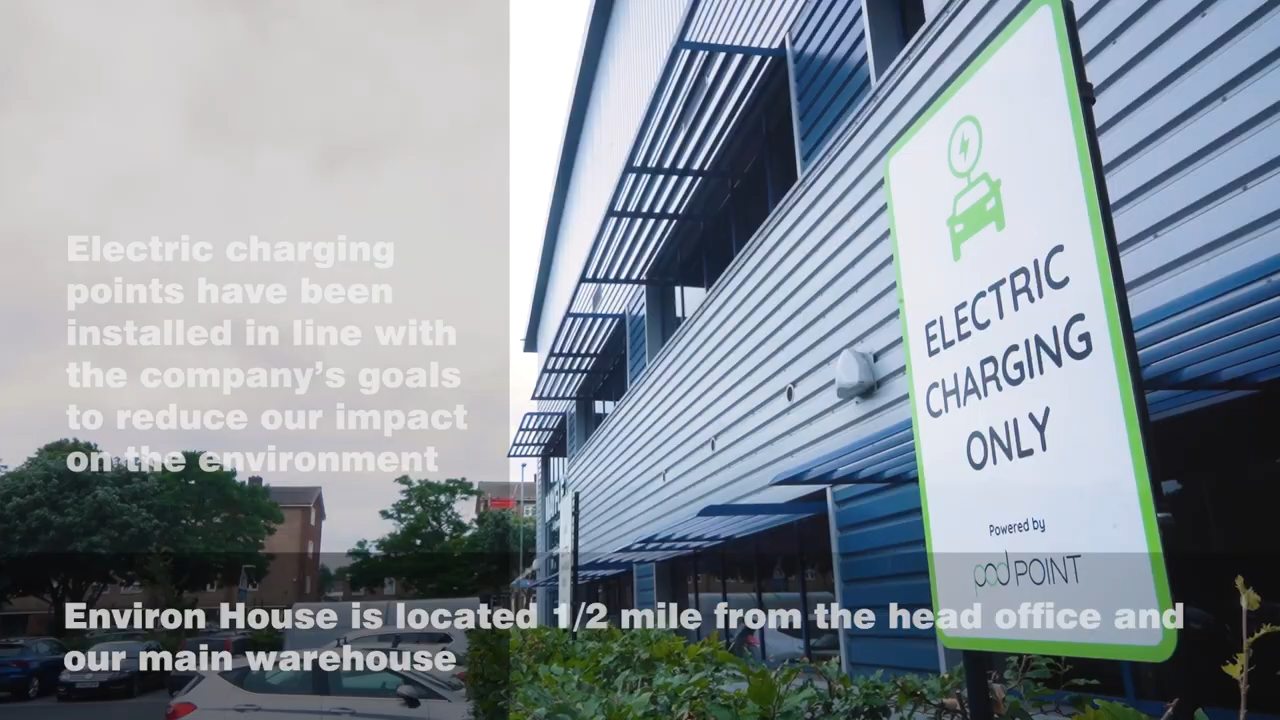 Electric charging
points have been
installed in line with
the company's goals
to reduce our impact
on the environment
ELECTRIC
CHARGING
ONLY
Powered by
pod POINT
Environ House is located 1/2 mile from the head office and
our main warehouse